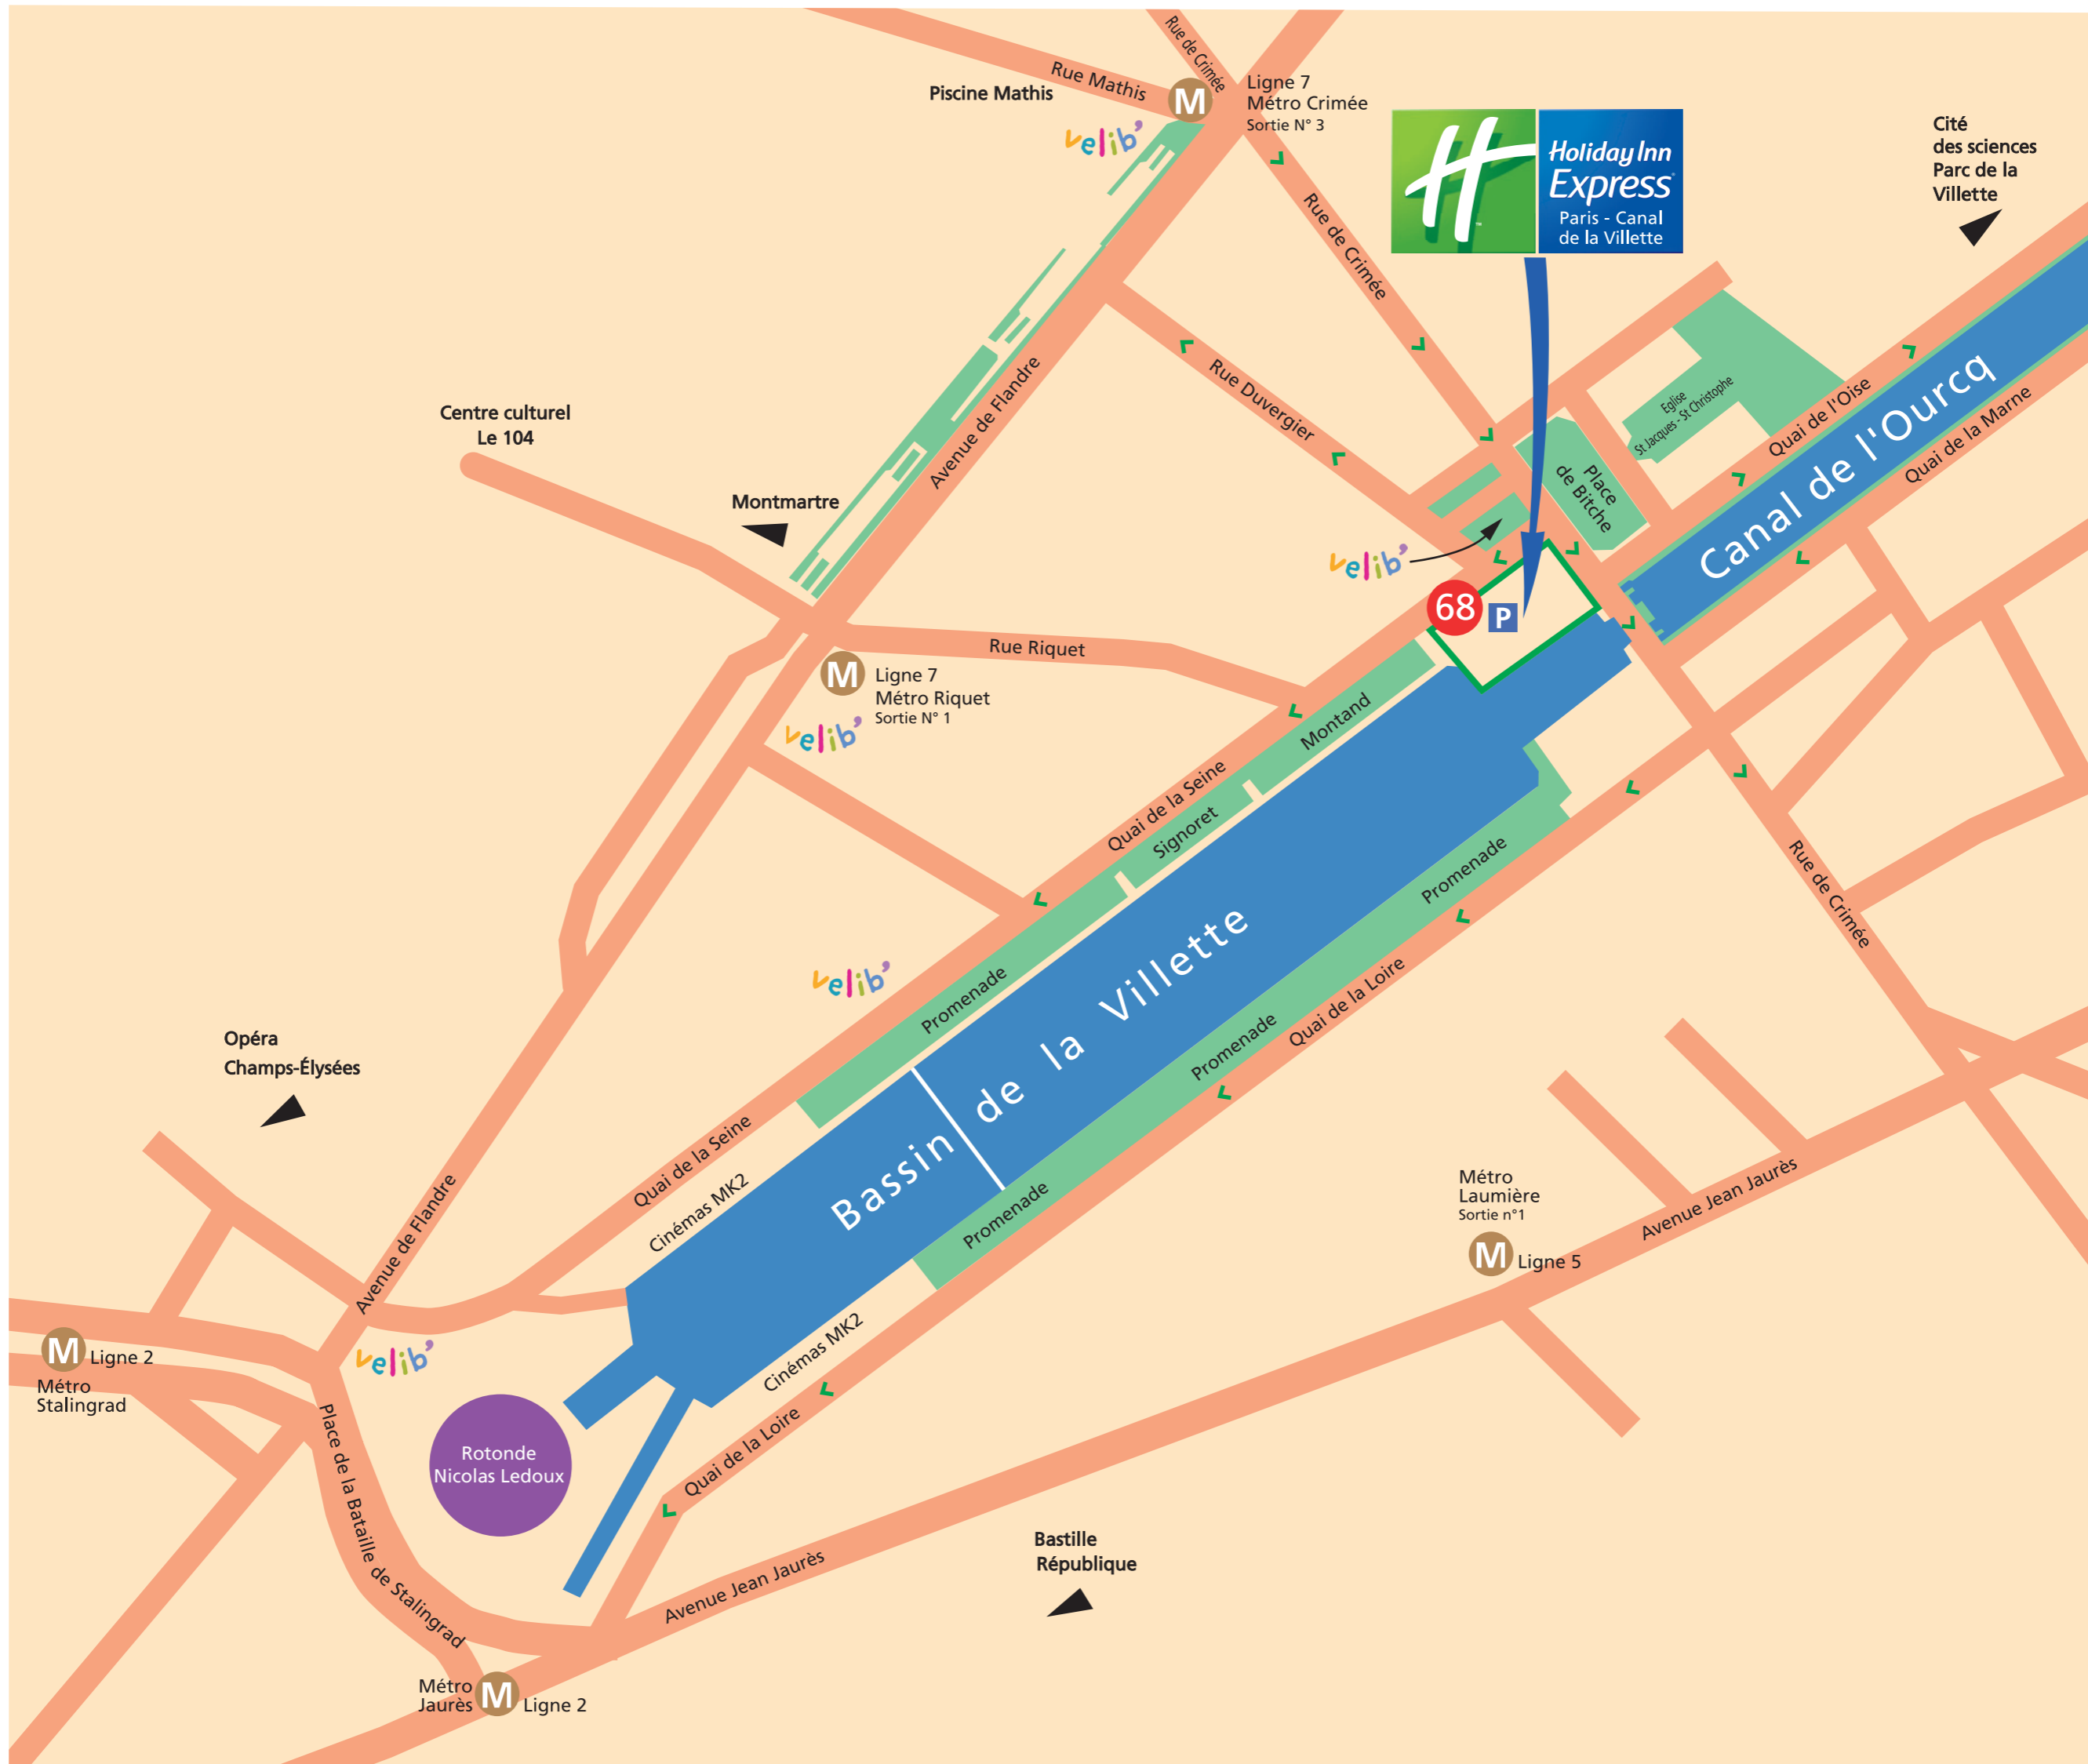 Rue de Crimée
Rue Mathis
M
Piscine Mathis
velib'
Ligne 7
Métro Crimée
Sortie N° 3
H
Holiday Inn
Express
Paris - Canal
de la Villette
Cité
des sciences
Parc de la
Villette
Rue de Crimée
Rue Duvergier
Avenue de Flandre
Centre culturel
Le 104
Montmartre
Eglise
St Jacques - St Christophe
Quai de l'Oise
Canal de l'Ourcq
Quai de la Marne
Place
de Bitche
velib'
68
P
Rue Riquet
M
Ligne 7
Métro Riquet
Sortie N° 1
velib'
Quai de la Seine
Montand
Signoret
Promenade
velib'
Bassin de la Villette
Promenade
Promenade
Promenade
Quai de la Loire
Rue de Crimée
Opéra
Champs-Élysées
Avenue de Flandre
Quai de la Seine
Cinémas MK2
Cinémas MK2
Quai de la Loire
Métro
Laumière
Sortie n°1
M
Ligne 5
Avenue Jean Jaurès
M
Ligne 2
Métro
Stalingrad
velib'
Place de la Bataille de Stalingrad
Rotonde
Nicolas Ledoux
Bastille
République
Avenue Jean Jaurès
Métro
Jaurès
M
Ligne 2